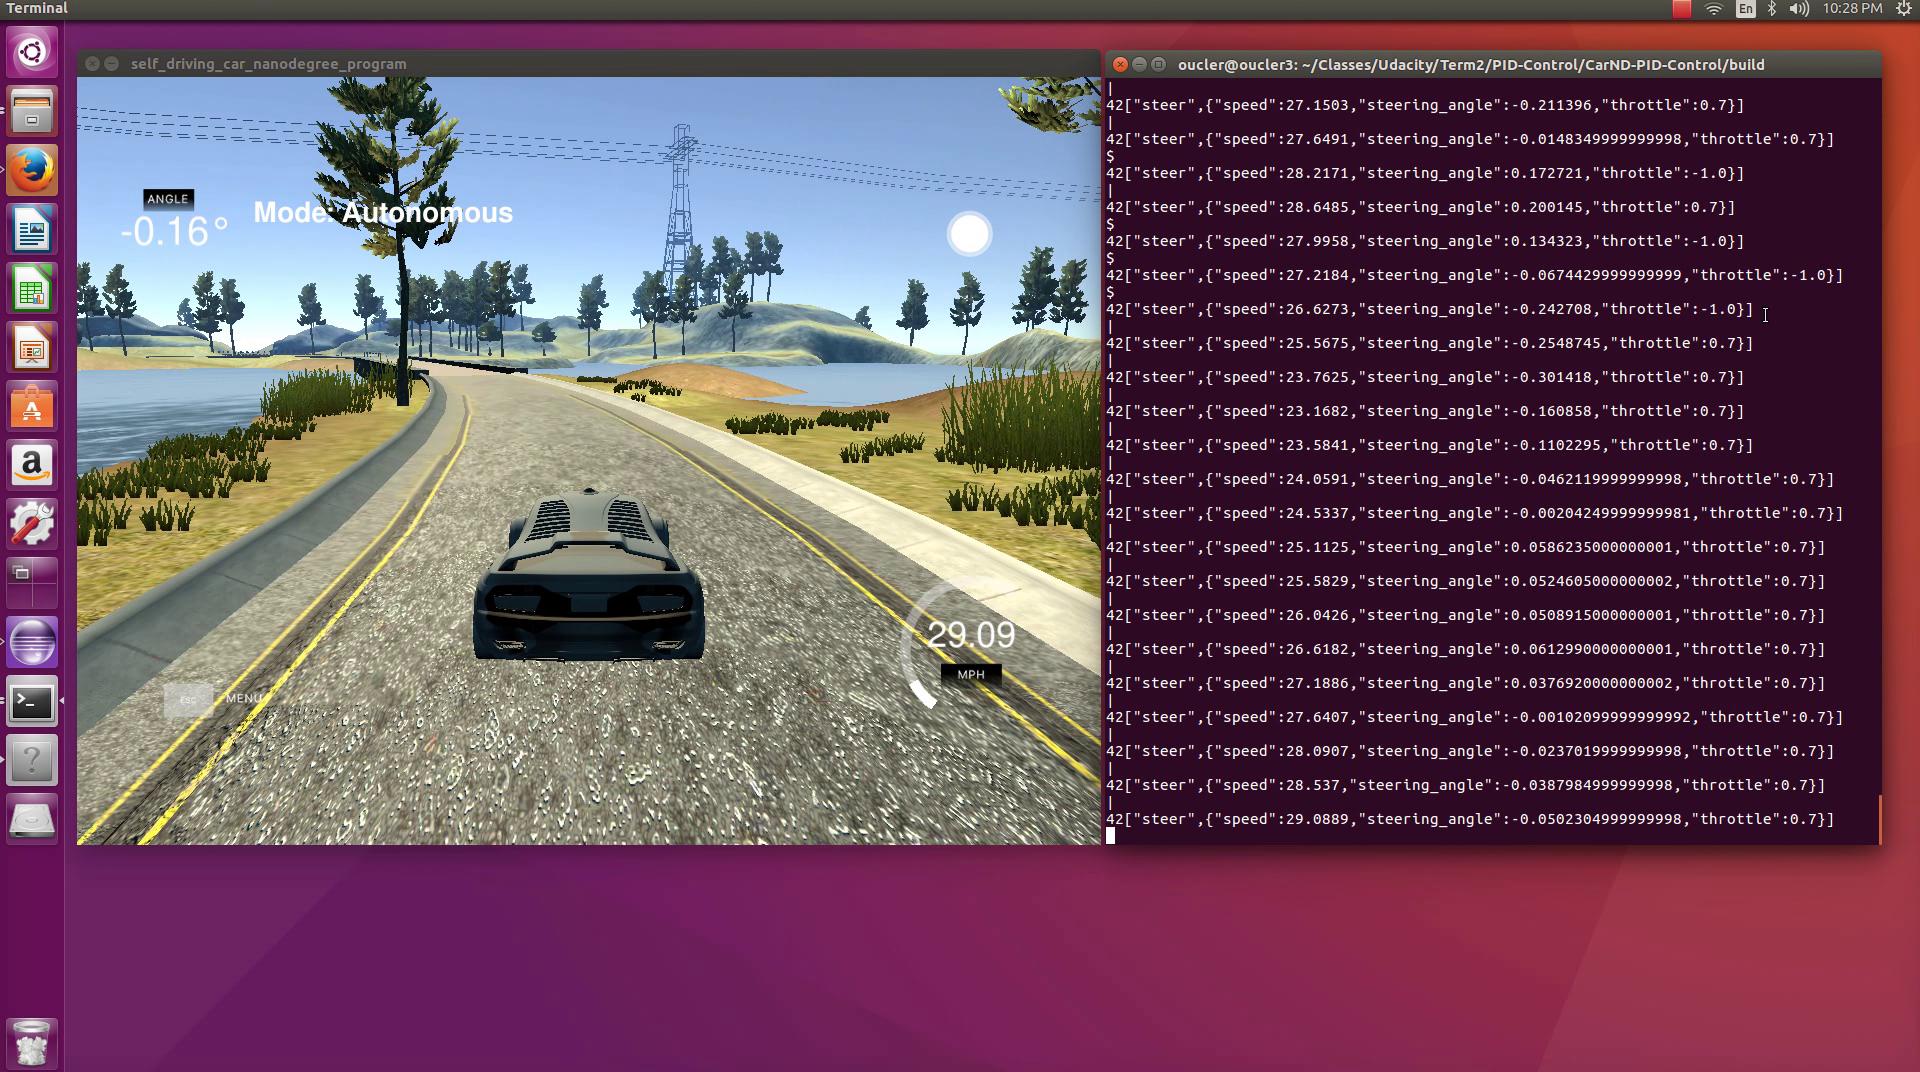 Terminal
En
10:28 PM
self_driving_car_nanodegree_program
ANGLE
-0.16°
Mode: Autonomous
29.09
MPH
Esc
MENU
oucler@oucler3: ~/Classes/Udacity/Term2/PID-Control/CarND-PID-Control/build
|
42["steer",{"speed":27.1503,"steering_angle":-0.211396,"throttle":0.7}]
|
42["steer",{"speed":27.6491,"steering_angle":-0.0148349999999998,"throttle":0.7}]
$
42["steer",{"speed":28.2171,"steering_angle":0.172721,"throttle":-1.0}]
|
42["steer",{"speed":28.6485,"steering_angle":0.200145,"throttle":0.7}]
$
42["steer",{"speed":27.9958,"steering_angle":0.134323,"throttle":-1.0}]
$
42["steer",{"speed":27.2184,"steering_angle":-0.0674429999999999,"throttle":-1.0}]
$
42["steer",{"speed":26.6273,"steering_angle":-0.242708,"throttle":-1.0}]
|
42["steer",{"speed":25.5675,"steering_angle":-0.2548745,"throttle":0.7}]
|
42["steer",{"speed":23.7625,"steering_angle":-0.301418,"throttle":0.7}]
|
42["steer",{"speed":23.1682,"steering_angle":-0.160858,"throttle":0.7}]
|
42["steer",{"speed":23.5841,"steering_angle":-0.1102295,"throttle":0.7}]
|
42["steer",{"speed":24.0591,"steering_angle":-0.0462119999999998,"throttle":0.7}]
|
42["steer",{"speed":24.5337,"steering_angle":-0.00204249999999981,"throttle":0.7}]
|
42["steer",{"speed":25.1125,"steering_angle":0.0586235000000001,"throttle":0.7}]
|
42["steer",{"speed":25.5829,"steering_angle":0.0524605000000002,"throttle":0.7}]
|
42["steer",{"speed":26.0426,"steering_angle":0.0508915000000001,"throttle":0.7}]
|
42["steer",{"speed":26.6182,"steering_angle":0.0612990000000001,"throttle":0.7}]
|
42["steer",{"speed":27.1886,"steering_angle":0.0376920000000002,"throttle":0.7}]
|
42["steer",{"speed":27.6407,"steering_angle":-0.00102099999999992,"throttle":0.7}]
|
42["steer",{"speed":28.0907,"steering_angle":-0.0237019999999998,"throttle":0.7}]
|
42["steer",{"speed":28.537,"steering_angle":-0.0387984999999998,"throttle":0.7}]
|
42["steer",{"speed":29.0889,"steering_angle":-0.0502304999999998,"throttle":0.7}]